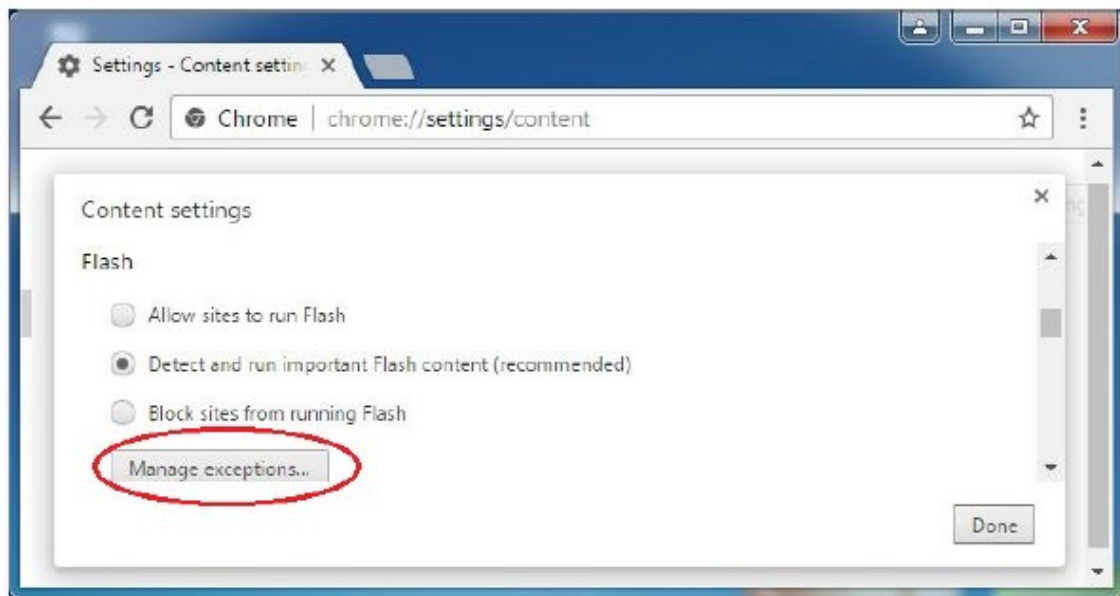 Settings - Content settin
Chrome | chrome://settings/content
Content settings
Flash
Allow sites to run Flash
Detect and run important Flash content (recommended)
Block sites from running Flash
Manage exceptions...
Done